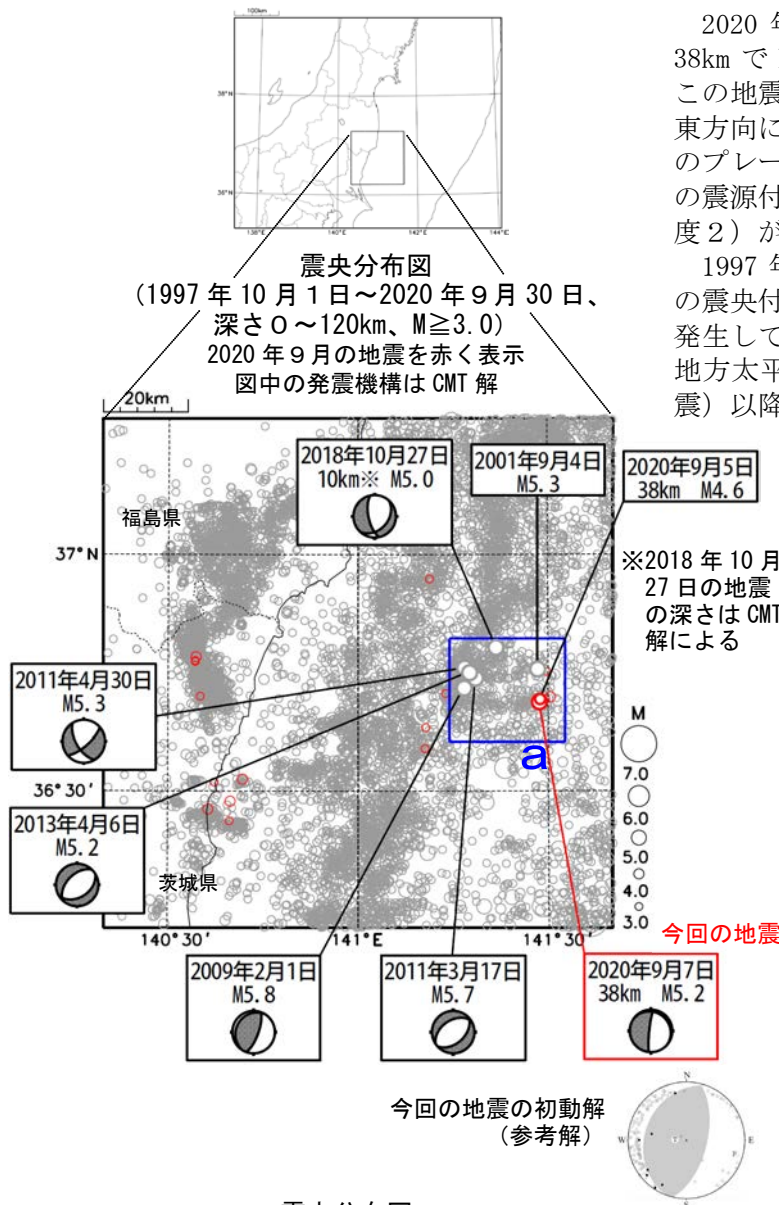 100km
38°N
36°N
138°E
140°E
142°E
144°E
2020 年
38km で
この地震
東方向に
のプレー
の震源付
度２）が
1997 年
の震央付
発生して
地方太平
震）以降
震央分布図
(1997 年 10 月１日～2020 年９月 30 日、
深さ０～120km、M≧3.0)
2020 年９月の地震を赤く表示
図中の発震機構は CMT 解
20km
2018年10月27日
10km※ M5.0
2001年9月4日
M5.3
2020年9月5日
38km M4.6
福島県
37°N
※2018 年 10 月
27 日の地震
の深さは CMT
解による
2011年4月30日
M5.3
a
M
7.0
6.0
5.0
4.0
3.0
36°30′
2013年4月6日
M5.2
茨城県
140°30′
141°E
141°30′
今回の地震
2009年2月1日
M5.8
2011年3月17日
M5.7
2020年9月7日
38km M5.2
今回の地震の初動解
（参考解）
N
W
T
E
P
S